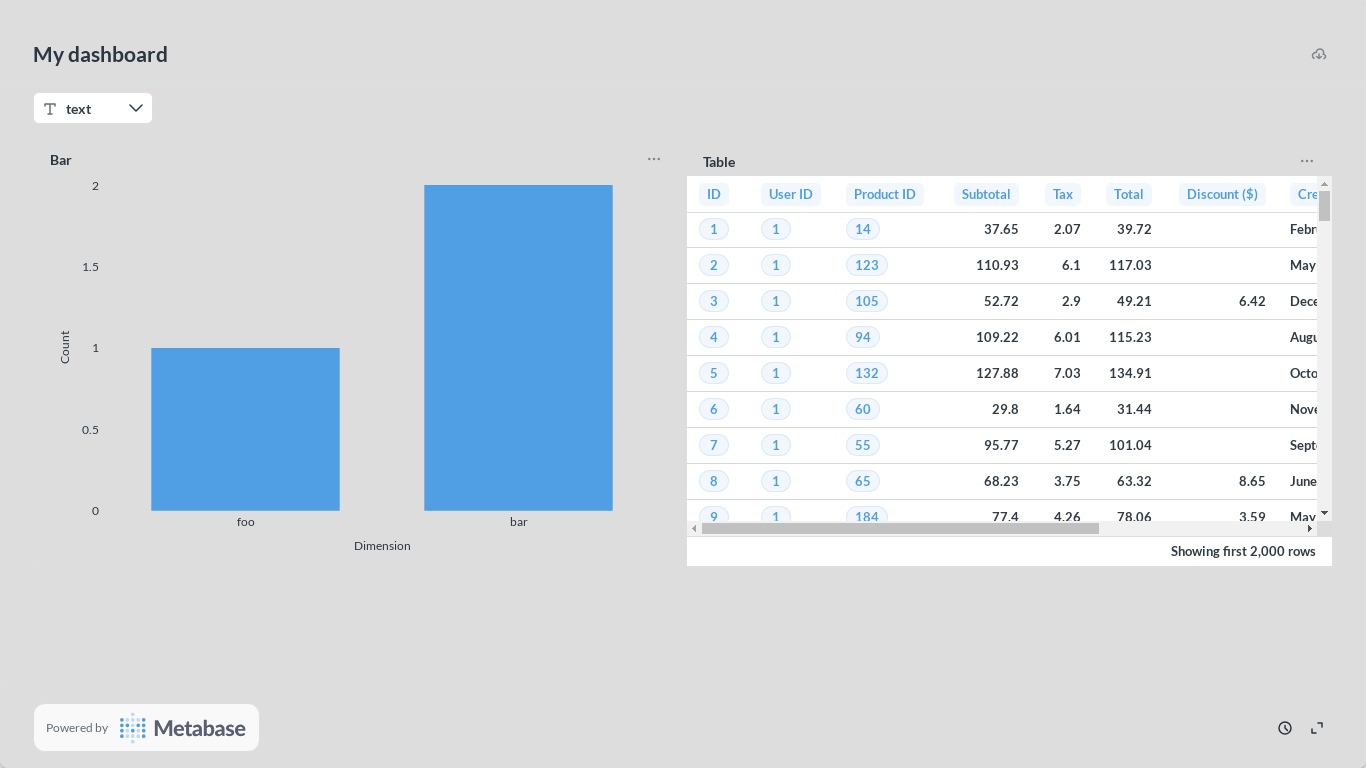 My dashboard
text
Bar
2
1.5
1
0.5
0
Count
foo bar
Dimension
Table
ID User ID Product ID Subtotal Tax Total Discount ($) Cre
1 1 14 37.65 2.07 39.72 Febru
2 1 123 110.93 6.1 117.03 May
3 1 105 52.72 2.9 49.21 6.42 Dece
4 1 94 109.22 6.01 115.23 Augu
5 1 132 127.88 7.03 134.91 Octo
6 1 60 29.8 1.64 31.44 Nove
7 1 55 95.77 5.27 101.04 Septe
8 1 65 68.23 3.75 63.32 8.65 June
9 1 184 77.4 4.26 78.06 3.59 May
Showing first 2,000 rows
Powered by Metabase